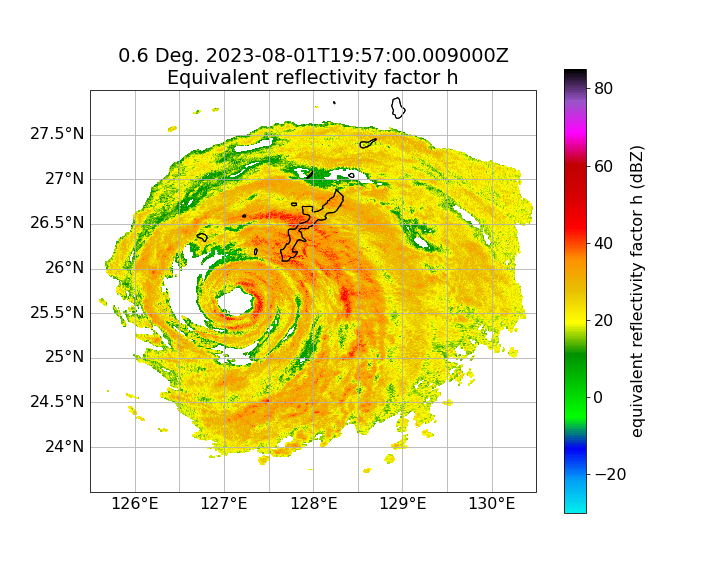 0.6 Deg. 2023-08-01T19:57:00.009000Z
Equivalent reflectivity factor h
27.5°N
27°N
26.5°N
26°N
25.5°N
25°N
24.5°N
24°N
126°E
127°E
128°E
129°E
130°E
80
60
40
20
0
−20
equivalent reflectivity factor h (dBZ)